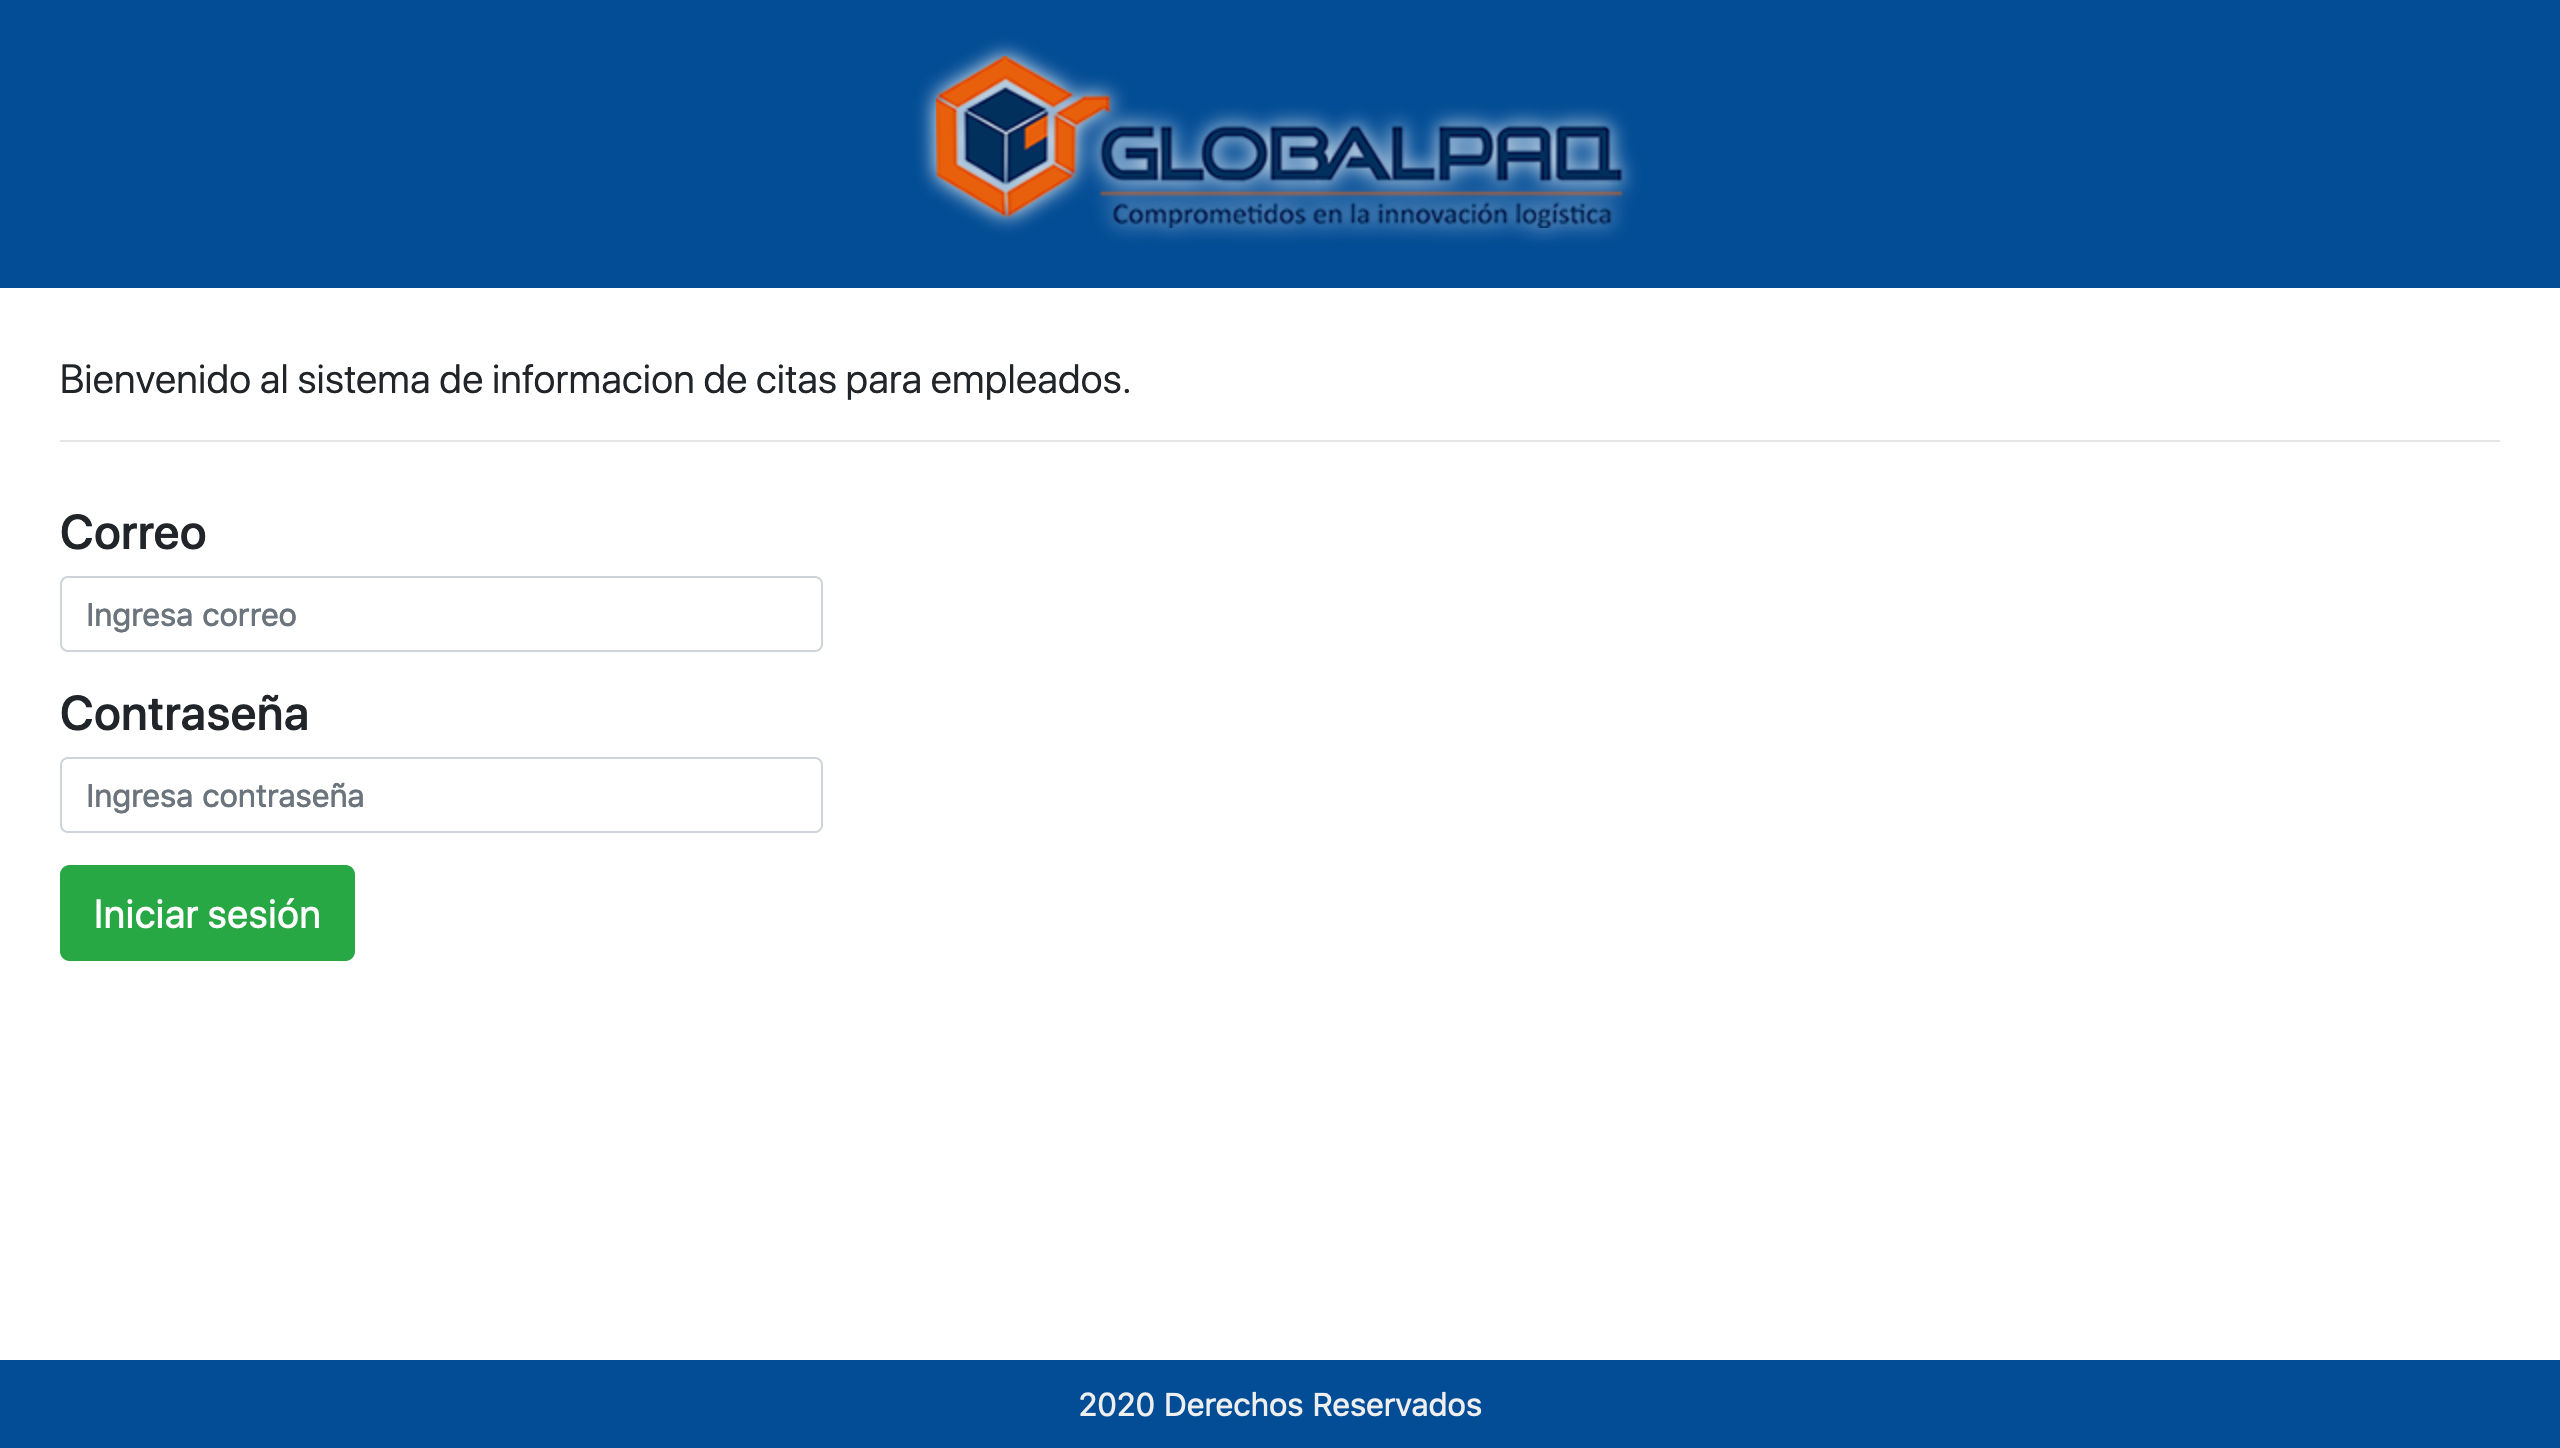 GLOBALPAQ
Comprometidos en la innovación logística
Bienvenido al sistema de informacion de citas para empleados.
Correo
Ingresa correo
Contraseña
Ingresa contraseña
Iniciar sesión
2020 Derechos Reservados